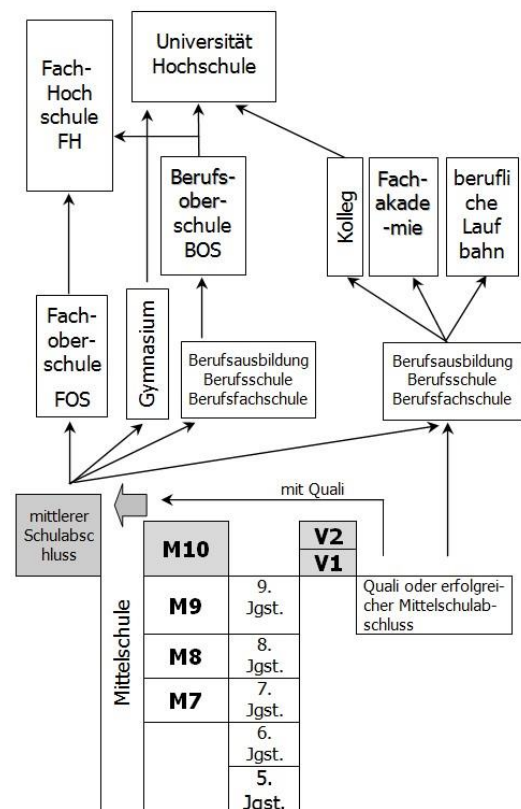 Universität
Hochschule
Fach-
Hoch
schule
FH
Berufs-
ober-
schule
BOS
Kolleg
Fach-
akade
-mie
berufli
che
Lauf
bahn
Fach-
ober-
schule
FOS
Gymnasium
Berufsausbildung
Berufsschule
Berufsfachschule
Berufsausbildung
Berufsschule
Berufsfachschule
mit Quali
mittlerer
Schulabsc
hluss
Mittelschule
M10
V2
V1
Quali oder erfolgrei-
cher Mittelschulab-
schluss
M9
9.
Jgst.
M8
8.
Jgst.
M7
7.
Jgst.
6.
Jgst.
5.
Jgst.